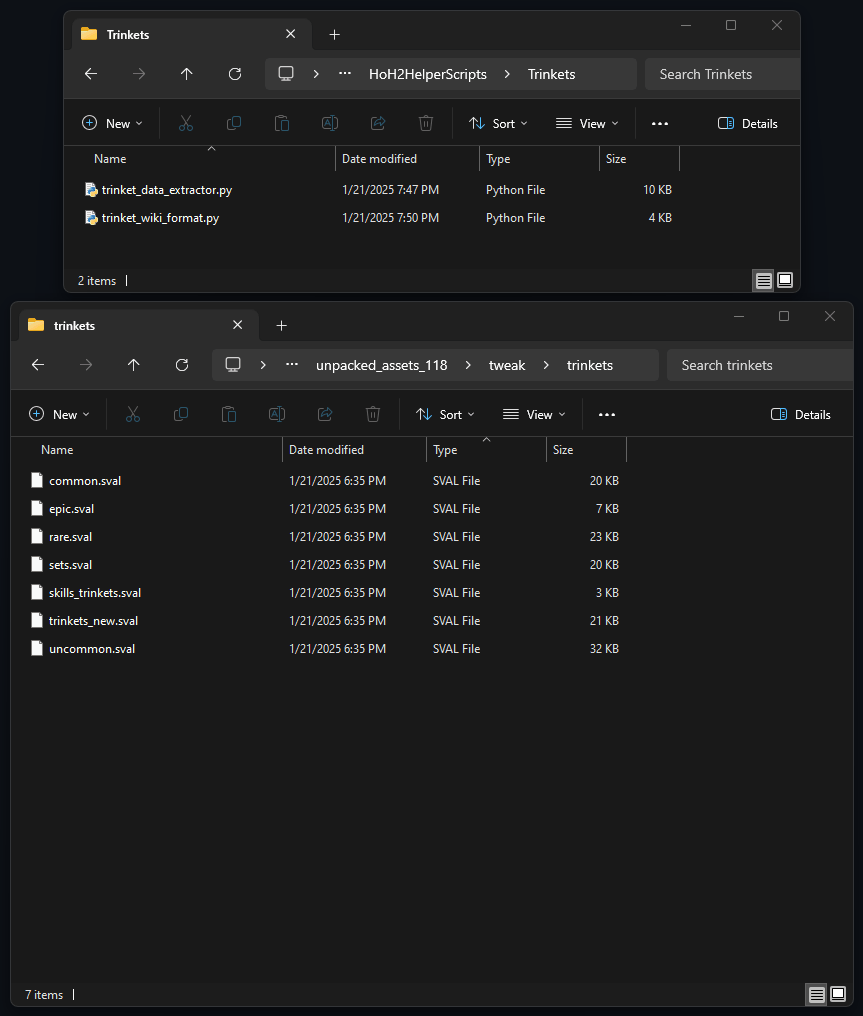 Trinkets
HoH2HelperScripts > Trinkets Search Trinkets
New Sort View Details
Name Date modified Type Size
trinket_data_extractor.py 1/21/2025 7:47 PM Python File 10 KB
trinket_wiki_format.py 1/21/2025 7:50 PM Python File 4 KB
2 items
trinkets
unpacked_assets_118 > tweak > trinkets Search trinkets
New Sort View Details
Name Date modified Type Size
common.sval 1/21/2025 6:35 PM SVAL File 20 KB
epic.sval 1/21/2025 6:35 PM SVAL File 7 KB
rare.sval 1/21/2025 6:35 PM SVAL File 23 KB
sets.sval 1/21/2025 6:35 PM SVAL File 20 KB
skills_trinkets.sval 1/21/2025 6:35 PM SVAL File 3 KB
trinkets_new.sval 1/21/2025 6:35 PM SVAL File 21 KB
uncommon.sval 1/21/2025 6:35 PM SVAL File 32 KB
7 items